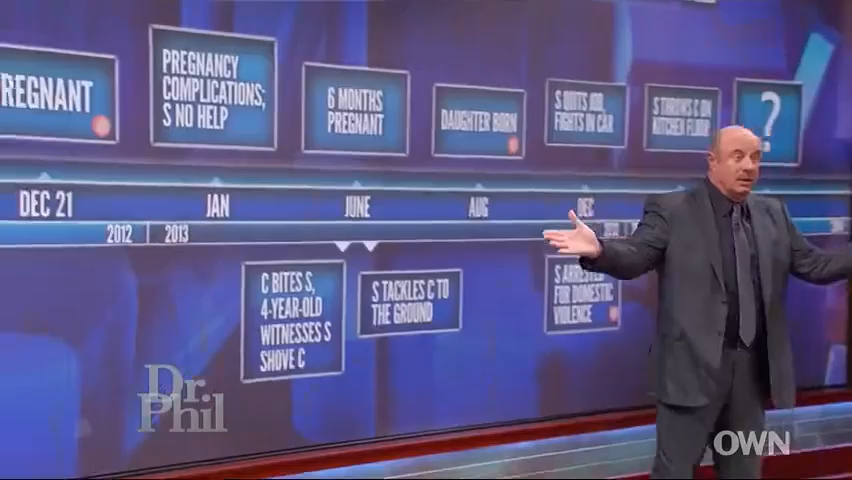 REGNANT
PREGNANCY
COMPLICATIONS;
S NO HELP
6 MONTHS
PREGNANT
DAUGHTER BORN
S QUITS JOB,
FIGHTS IN CAR
S THROWS C ON
KITCHEN FLOOR
?
DEC 21
JAN
JUNE
AUG
DEC
2012
2013
C BITES S,
4-YEAR-OLD
WITNESSES S
SHOVE C
S TACKLES C TO
THE GROUND
S ARRESTED
FOR DOMESTIC
VIOLENCE
Dr.
Phil
OWN